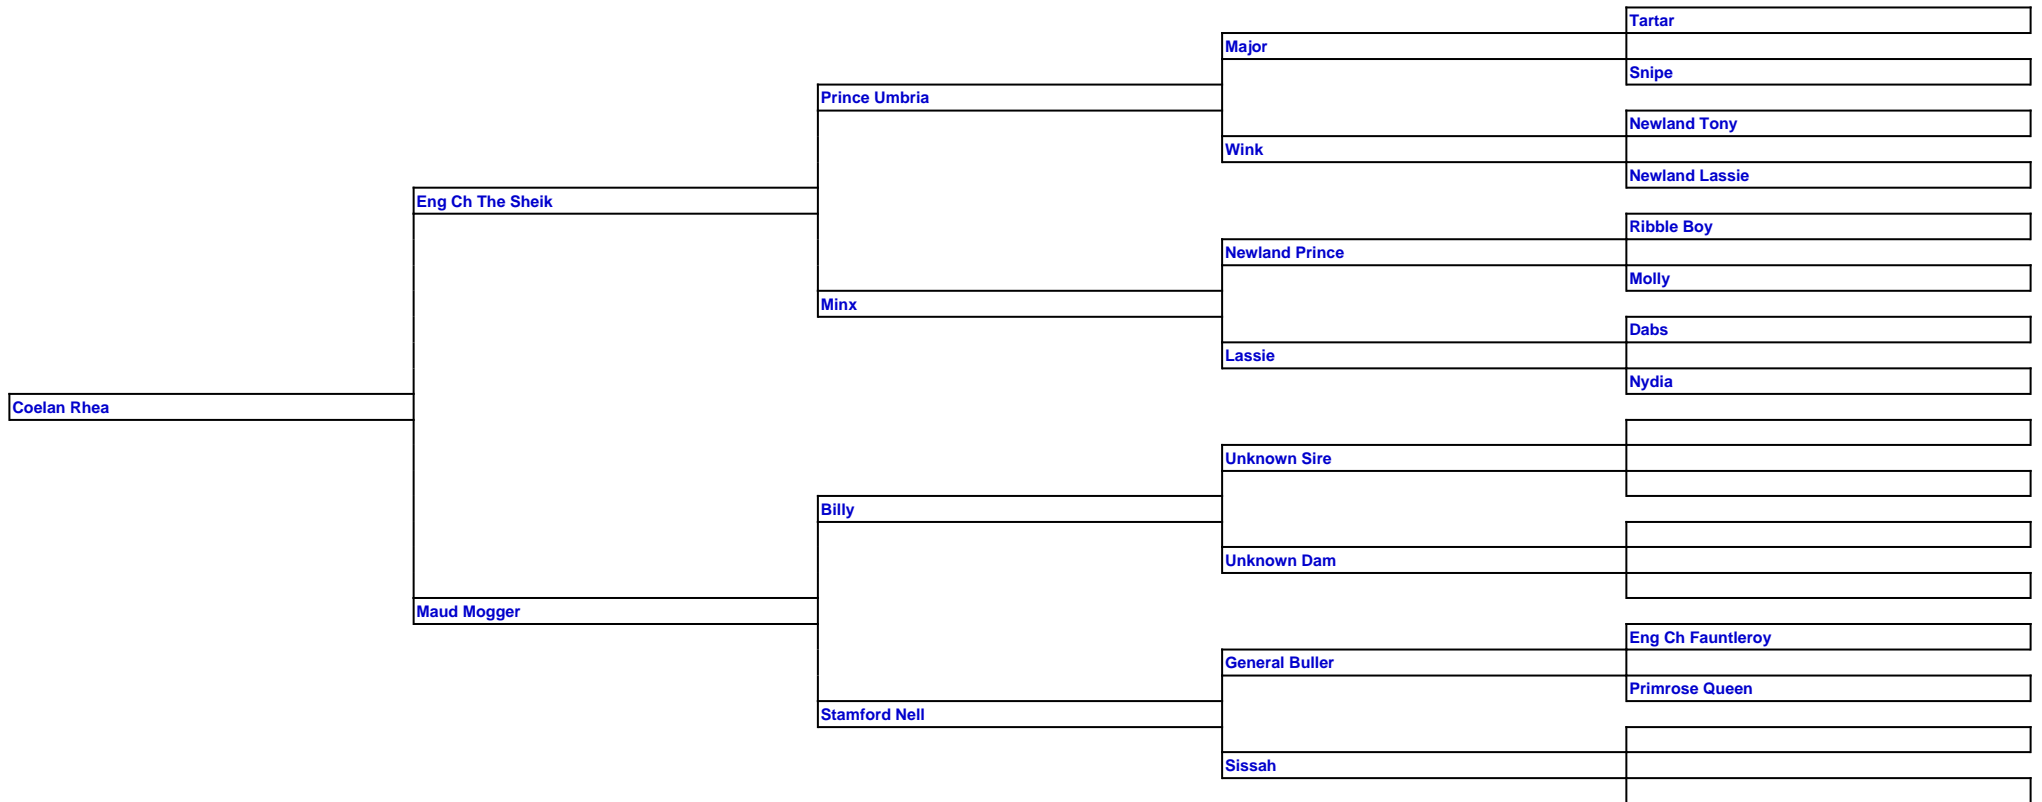 Tartar
Major
Snipe
Prince Umbria
Newland Tony
Wink
Newland Lassie
Eng Ch The Sheik
Ribble Boy
Newland Prince
Molly
Minx
Dabs
Lassie
Nydia
Coelan Rhea
Unknown Sire
Billy
Unknown Dam
Maud Mogger
Eng Ch Fauntleroy
General Buller
Primrose Queen
Stamford Nell
Sissah